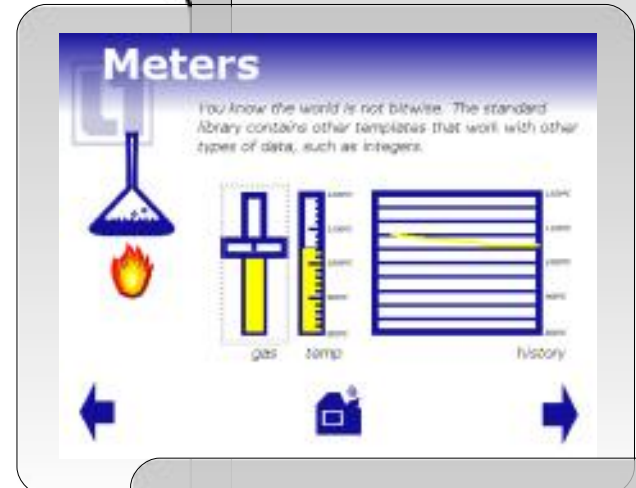 Meters
You know the world is not bitwise. The standard
library contains other templates that work with other
types of data, such as integers.
gas
temp
history